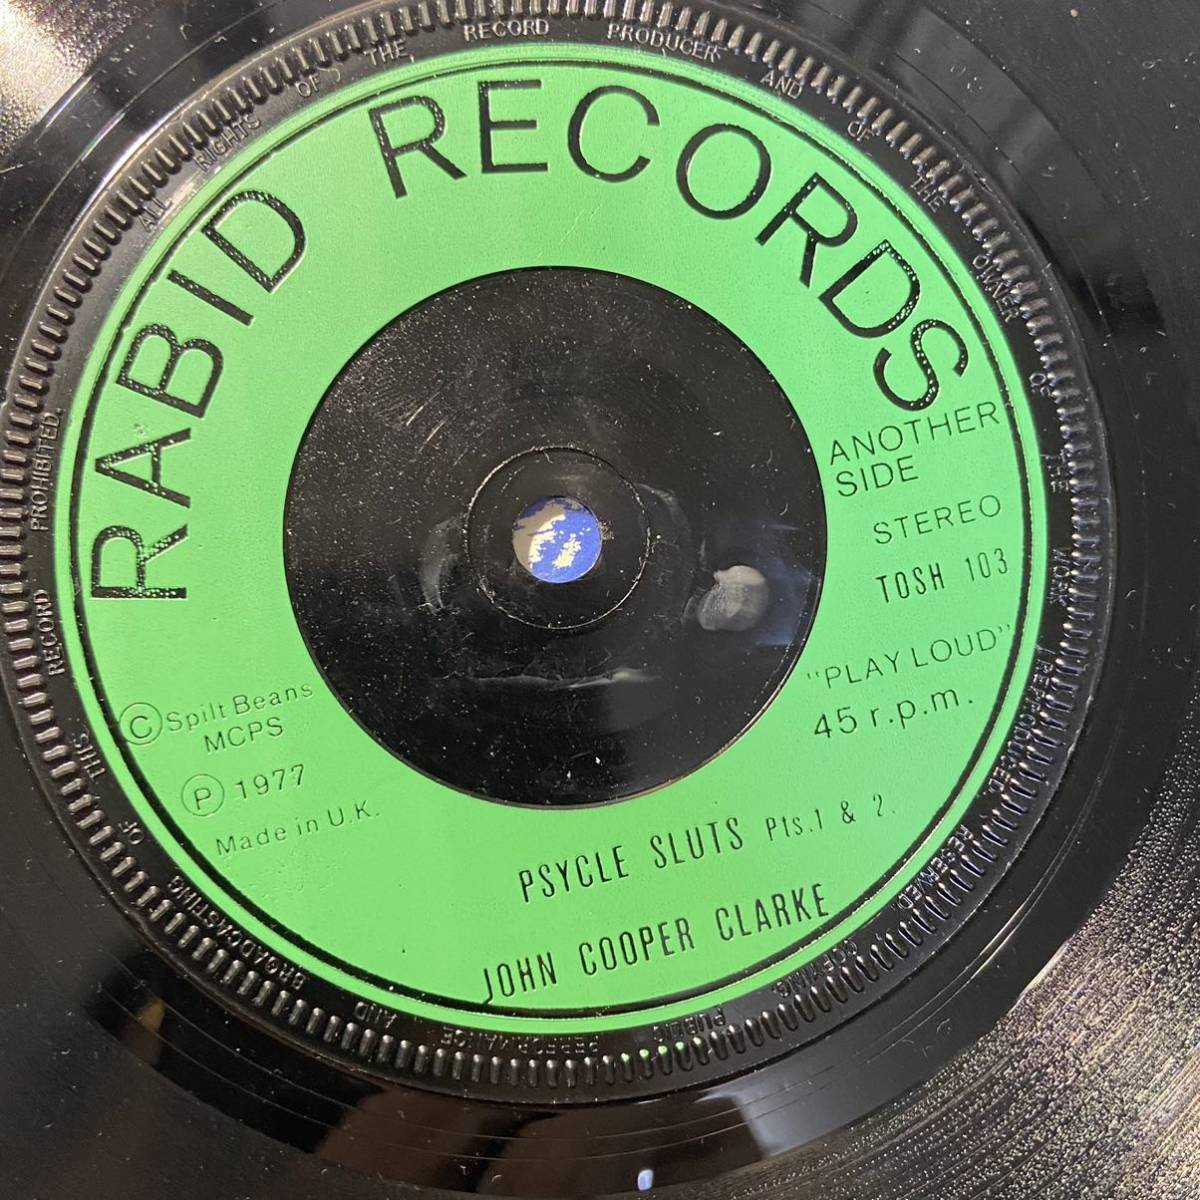 RABID RECORDS
ANOTHER
SIDE
STEREO
TOSH 103
"PLAY LOUD"
45 r.p.m.
© Spilt Beans
MCPS
Ⓟ 1977
Made in U.K.
PSYCLE SLUTS Pts.1 & 2.
JOHN COOPER CLARKE
ALL RIGHTS OF THE RECORD PRODUCER AND OF THE OWNER OF THE WORK REPRODUCED RESERVED COPYING PUBLIC PERFORMANCE AND BROADCASTING OF THIS RECORD PROHIBITED.